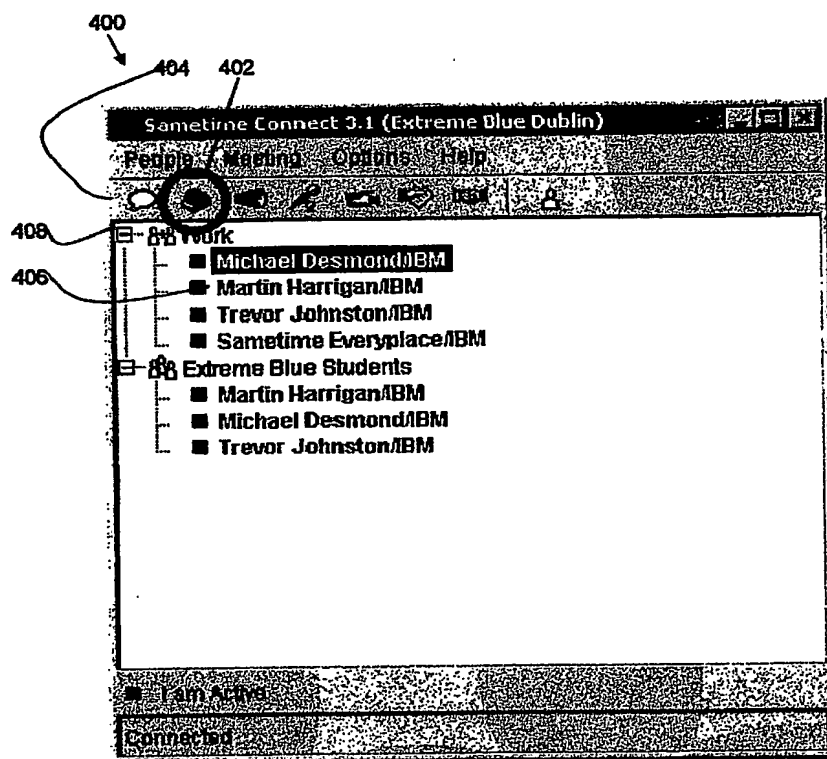 400
404 402
Sametime Connect 3.1 (Extreme Blue Dublin)
People Meeting Options Help
408
Work
Michael Desmond/IBM
406
Martin Harrigan/IBM
Trevor Johnston/IBM
Sametime Everyplace/IBM
Extreme Blue Students
Martin Harrigan/IBM
Michael Desmond/IBM
Trevor Johnston/IBM
I am Active
Connected